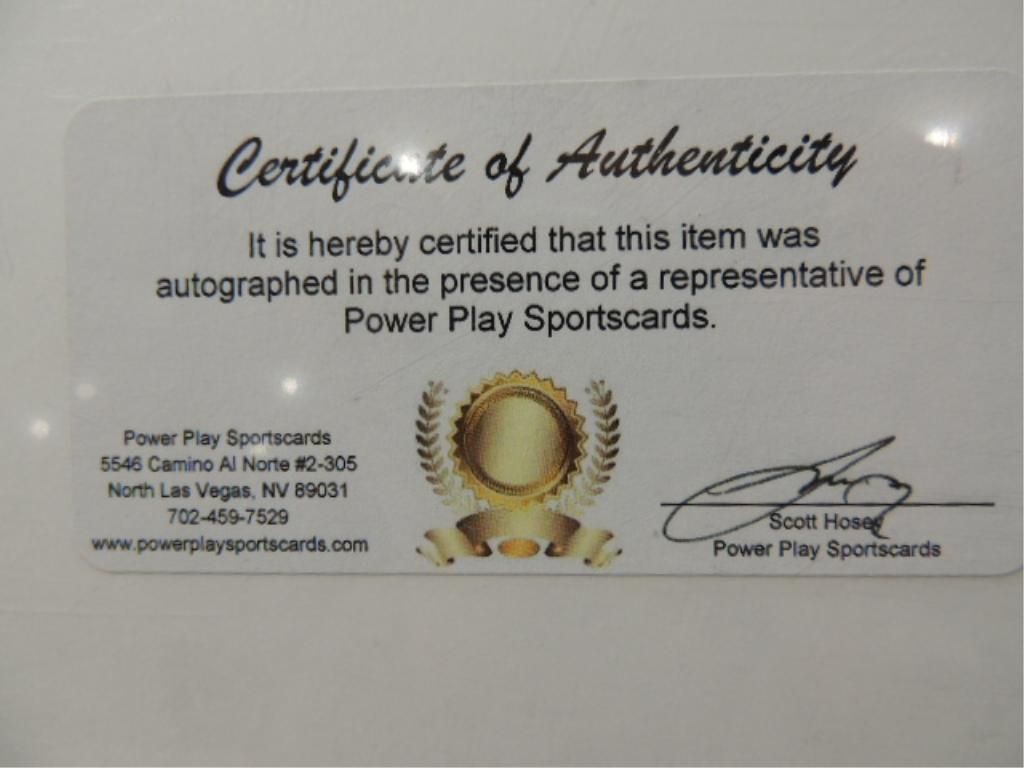 Certificate of Authenticity
It is hereby certified that this item was
autographed in the presence of a representative of
Power Play Sportscards.
Power Play Sportscards
5546 Camino Al Norte #2-305
North Las Vegas, NV 89031
702-459-7529
www.powerplaysportscards.com
Scott Hosey
Power Play Sportscards